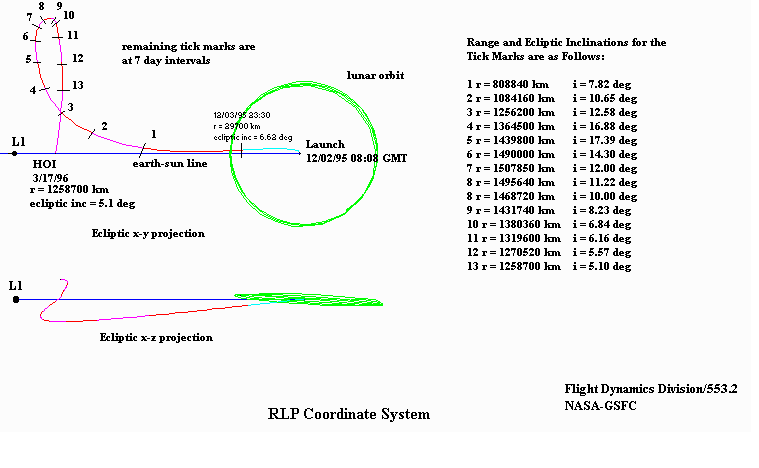 8 9
7 10
6 11
5 12
4 13
3
2
1
remaining tick marks are
at 7 day intervals
lunar orbit
12/03/95 23:30
r = 29700 km
ecliptic inc = 6.62 deg
L1
HOI
3/17/96
r = 1258700 km
ecliptic inc = 5.1 deg
earth-sun line
Launch
12/02/95 08:08 GMT
Ecliptic x-y projection
L1
Ecliptic x-z projection
Range and Ecliptic Inclinations for the
Tick Marks are as Follows:
1 r = 808840 km i = 7.82 deg
2 r = 1084160 km i = 10.65 deg
3 r = 1256200 km i = 12.58 deg
4 r = 1364500 km i = 16.88 deg
5 r = 1439800 km i = 17.39 deg
6 r = 1490000 km i = 14.30 deg
7 r = 1507850 km i = 12.00 deg
8 r = 1495640 km i = 11.22 deg
8 r = 1468720 km i = 10.00 deg
9 r = 1431740 km i = 8.23 deg
10 r = 1380360 km i = 6.84 deg
11 r = 1319600 km i = 6.16 deg
12 r = 1270520 km i = 5.57 deg
13 r = 1258700 km i = 5.10 deg
RLP Coordinate System
Flight Dynamics Division/553.2
NASA-GSFC